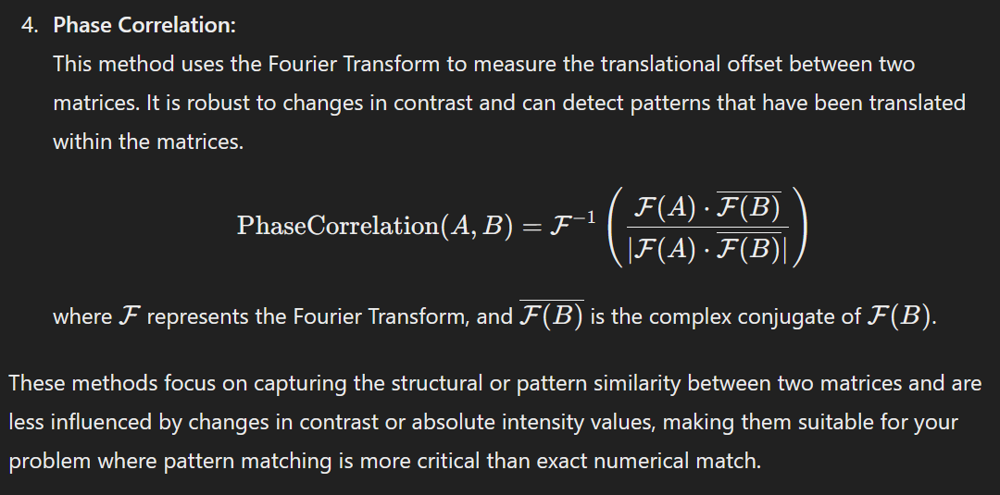 4. Phase Correlation:
This method uses the Fourier Transform to measure the translational offset between two
matrices. It is robust to changes in contrast and can detect patterns that have been translated
within the matrices.
PhaseCorrelation(A, B) = \mathcal{F}^{-1} \left( \frac{\mathcal{F}(A) \cdot \overline{\mathcal{F}(B)}}{|\mathcal{F}(A) \cdot \overline{\mathcal{F}(B)}|} \right)
where \mathcal{F} represents the Fourier Transform, and \overline{\mathcal{F}(B)} is the complex conjugate of \mathcal{F}(B).
These methods focus on capturing the structural or pattern similarity between two matrices and are
less influenced by changes in contrast or absolute intensity values, making them suitable for your
problem where pattern matching is more critical than exact numerical match.